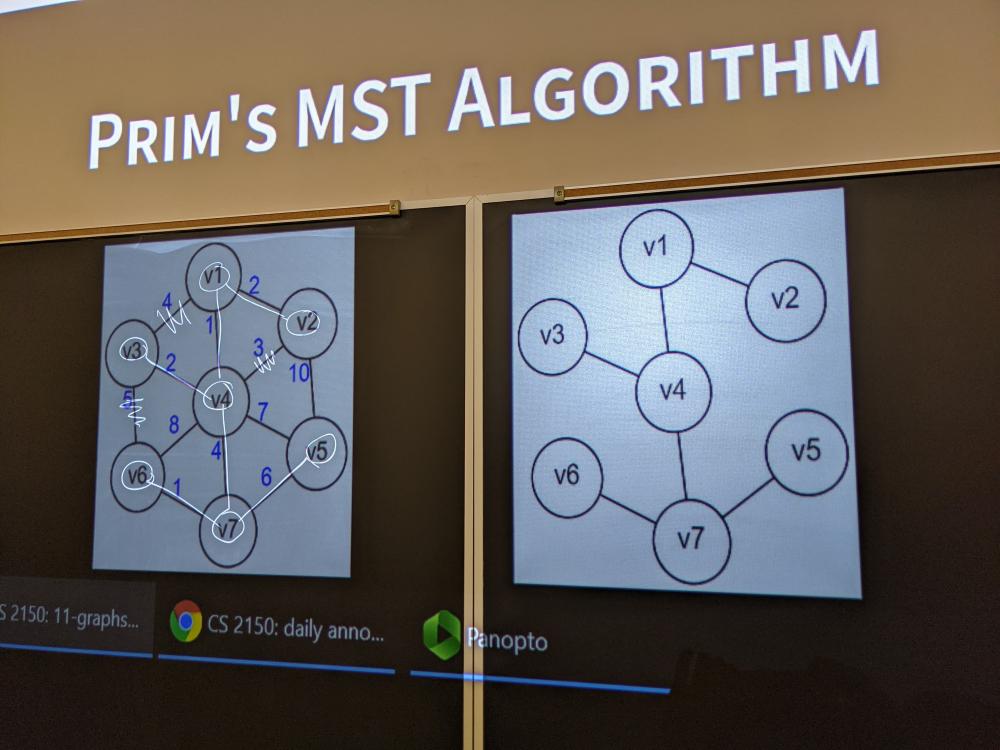 PRIM'S MST ALGORITHM
v1
4
2
1
v2
v3
3
2
10
v4
5
8
7
4
v5
v6
6
1
v7
v1
v2
v3
v4
v5
v6
v7
S 2150: 11-graphs...
CS 2150: daily anno...
Panopto